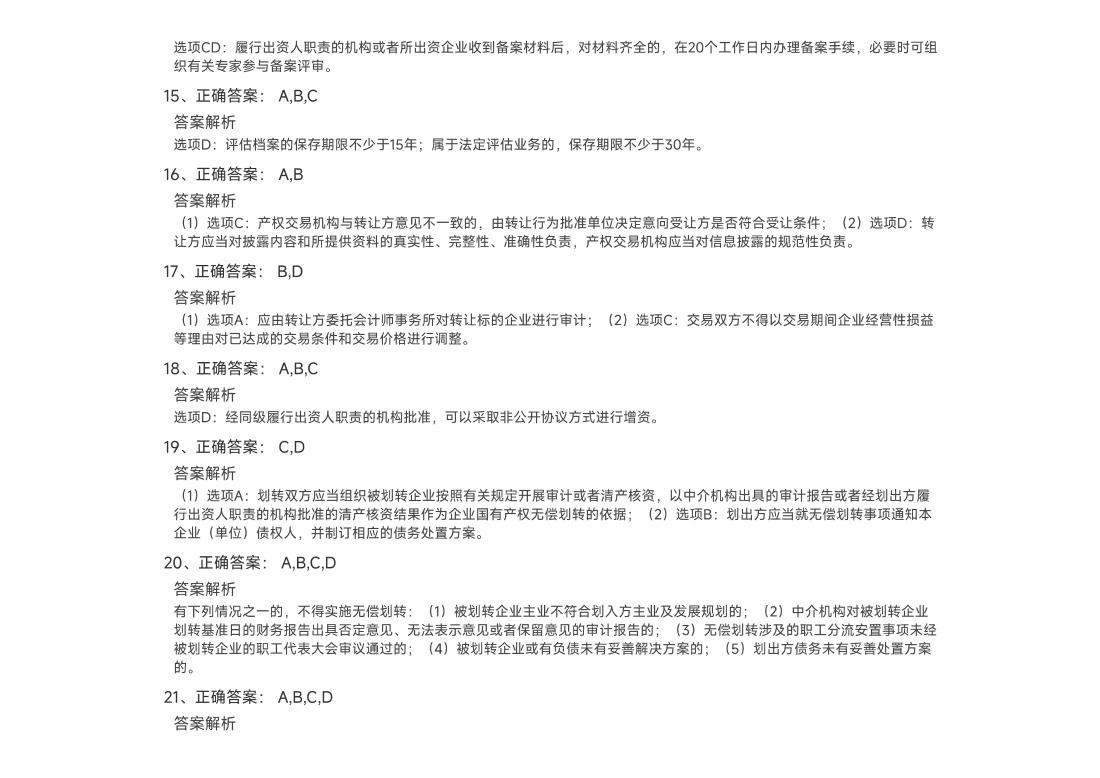 选项CD：履行出资人职责的机构或者所出资企业收到备案材料后，对材料齐全的，在20个工作日内办理备案手续，必要时可组
织有关专家参与备案评审。
15、正确答案： A,B,C
答案解析
选项D：评估档案的保存期限不少于15年；属于法定评估业务的，保存期限不少于30年。
16、正确答案： A,B
答案解析
（1）选项C：产权交易机构与转让方意见不一致的，由转让行为批准单位决定意向受让方是否符合受让条件；（2）选项D：转
让方应当对披露内容和所提供资料的真实性、完整性、准确性负责，产权交易机构应当对信息披露的规范性负责。
17、正确答案： B,D
答案解析
（1）选项A：应由转让方委托会计师事务所对转让标的企业进行审计；（2）选项C：交易双方不得以交易期间企业经营性损益
等理由对已达成的交易条件和交易价格进行调整。
18、正确答案： A,B,C
答案解析
选项D：经同级履行出资人职责的机构批准，可以采取非公开协议方式进行增资。
19、正确答案： C,D
答案解析
（1）选项A：划转双方应当组织被划转企业按照有关规定开展审计或者清产核资，以中介机构出具的审计报告或者经划出方履
行出资人职责的机构批准的清产核资结果作为企业国有产权无偿划转的依据；（2）选项B：划出方应当就无偿划转事项通知本
企业（单位）债权人，并制订相应的债务处置方案。
20、正确答案： A,B,C,D
答案解析
有下列情况之一的，不得实施无偿划转：（1）被划转企业主业不符合划入方主业及发展规划的；（2）中介机构对被划转企业
划转基准日的财务报告出具否定意见、无法表示意见或者保留意见的审计报告的；（3）无偿划转涉及的职工分流安置事项未经
被划转企业的职工代表大会审议通过的；（4）被划转企业或有负债未有妥善解决方案的；（5）划出方债务未有妥善处置方案
的。
21、正确答案： A,B,C,D
答案解析